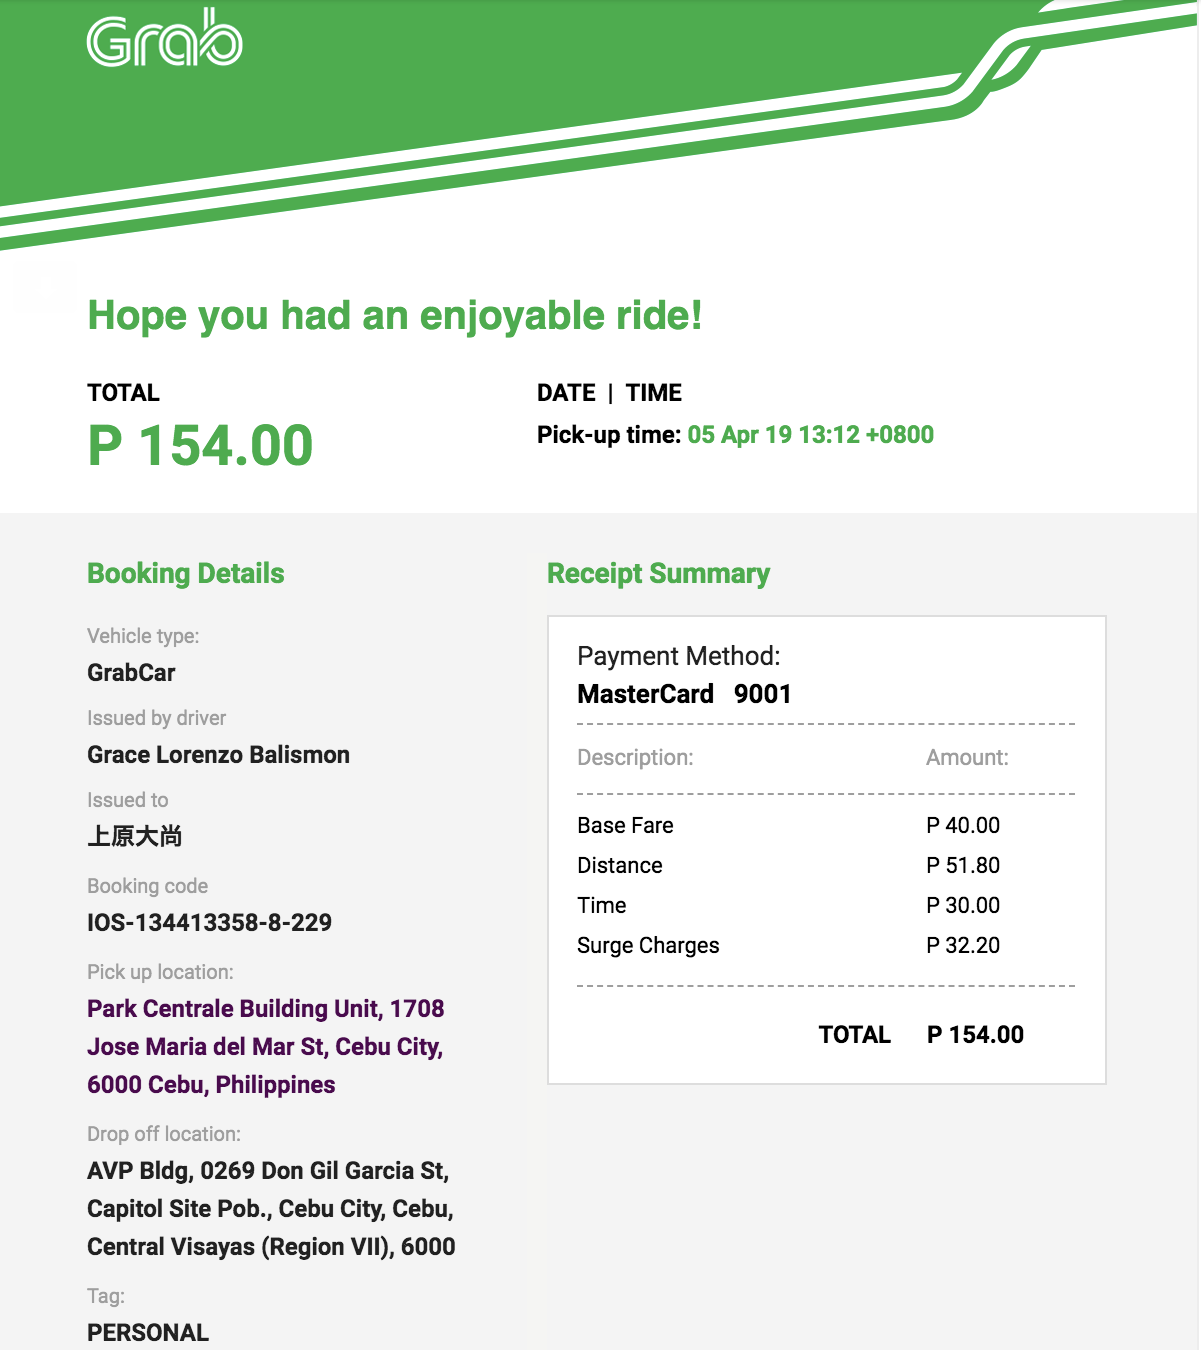 Grab
Hope you had an enjoyable ride!
TOTAL
P 154.00
DATE | TIME
Pick-up time: 05 Apr 19 13:12 +0800
Booking Details
Vehicle type:
GrabCar
Issued by driver
Grace Lorenzo Balismon
Issued to
上原大尚
Booking code
IOS-134413358-8-229
Pick up location:
Park Centrale Building Unit, 1708
Jose Maria del Mar St, Cebu City,
6000 Cebu, Philippines
Drop off location:
AVP Bldg, 0269 Don Gil Garcia St,
Capitol Site Pob., Cebu City, Cebu,
Central Visayas (Region VII), 6000
Tag:
PERSONAL
Receipt Summary
Payment Method:
MasterCard 9001
Description: Amount:
Base Fare P 40.00
Distance P 51.80
Time P 30.00
Surge Charges P 32.20
TOTAL P 154.00